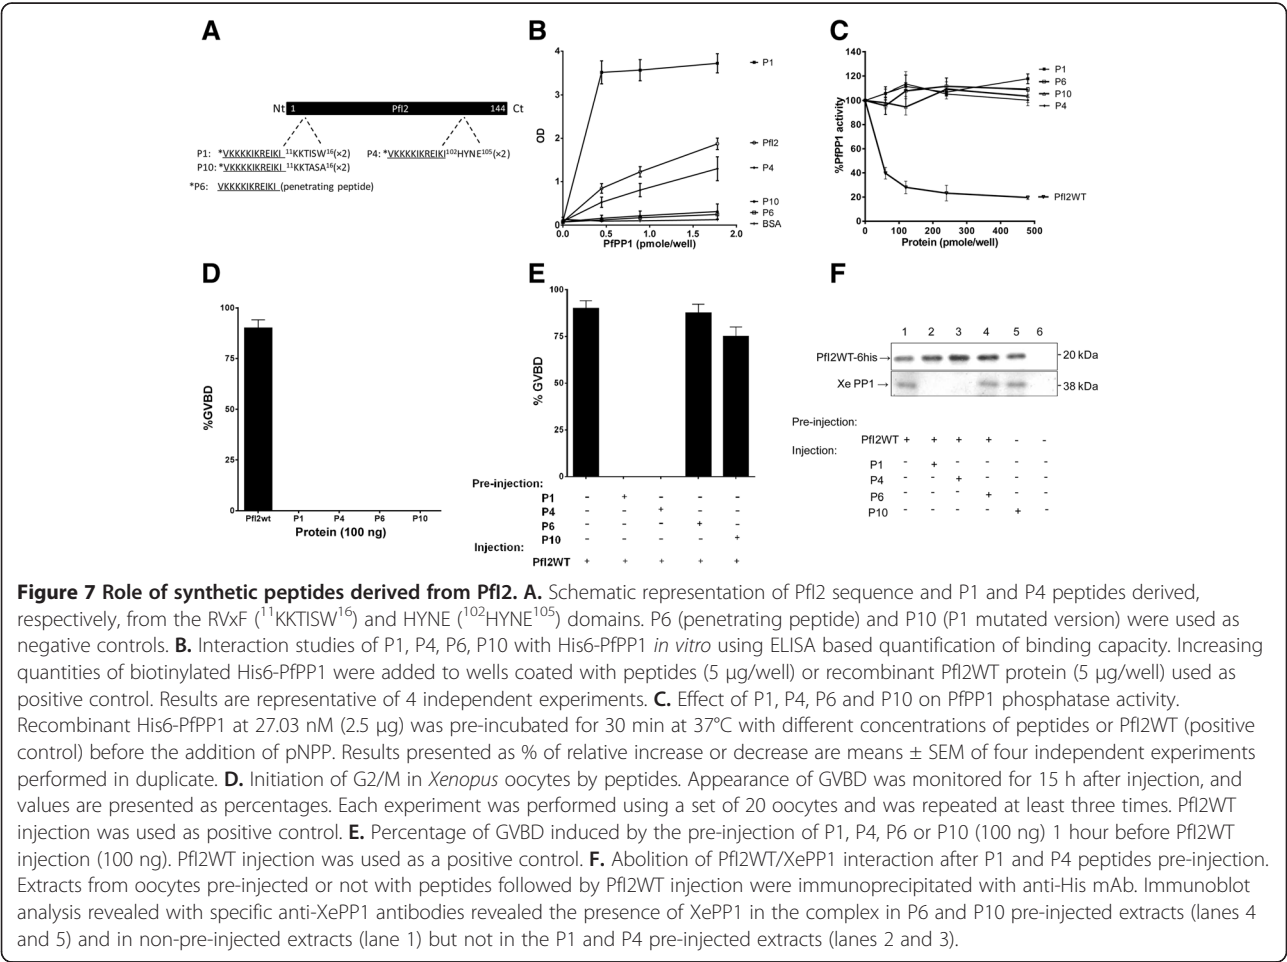 A
Nt 1 PfI2 144 Ct
P1: *VKKKKIKREIKI ¹¹KKTISW¹⁶(×2)
P10: *VKKKKIKREIKI ¹¹KKTASA¹⁶(×2)
P4: *VKKKKIKREIKI¹⁰²HYNE¹⁰⁵(×2)
*P6: VKKKKIKREIKI (penetrating peptide)
B
OD
4
3
2
1
0
0.0 0.5 1.0 1.5 2.0
PfPP1 (pmole/well)
P1
PfI2
P4
P10
P6
BSA
C
%PfPP1 activity
140
120
100
80
60
40
20
0
0 100 200 300 400 500
Protein (pmole/well)
P1
P6
P10
P4
PfI2WT
D
%GVBD
100
75
50
25
0
PfI2wt P1 P4 P6 P10
Protein (100 ng)
E
% GVBD
100
75
50
25
0
Pre-injection:
P1 - + - - -
P4 - - + - -
P6 - - - + -
P10 - - - - +
Injection:
PfI2WT + + + + +
F
1 2 3 4 5 6
PfI2WT-6his → - 20 kDa
Xe PP1 → - 38 kDa
Pre-injection:
PfI2WT + + + + - -
Injection:
P1 - + - - - -
P4 - - + - - -
P6 - - - + - -
P10 - - - - + -
Figure 7 Role of synthetic peptides derived from PfI2. A. Schematic representation of PfI2 sequence and P1 and P4 peptides derived,
respectively, from the RVxF (¹¹KKTISW¹⁶) and HYNE (¹⁰²HYNE¹⁰⁵) domains. P6 (penetrating peptide) and P10 (P1 mutated version) were used as
negative controls. B. Interaction studies of P1, P4, P6, P10 with His6-PfPP1 in vitro using ELISA based quantification of binding capacity. Increasing
quantities of biotinylated His6-PfPP1 were added to wells coated with peptides (5 μg/well) or recombinant PfI2WT protein (5 μg/well) used as
positive control. Results are representative of 4 independent experiments. C. Effect of P1, P4, P6 and P10 on PfPP1 phosphatase activity.
Recombinant His6-PfPP1 at 27.03 nM (2.5 μg) was pre-incubated for 30 min at 37°C with different concentrations of peptides or PfI2WT (positive
control) before the addition of pNPP. Results presented as % of relative increase or decrease are means ± SEM of four independent experiments
performed in duplicate. D. Initiation of G2/M in Xenopus oocytes by peptides. Appearance of GVBD was monitored for 15 h after injection, and
values are presented as percentages. Each experiment was performed using a set of 20 oocytes and was repeated at least three times. PfI2WT
injection was used as positive control. E. Percentage of GVBD induced by the pre-injection of P1, P4, P6 or P10 (100 ng) 1 hour before PfI2WT
injection (100 ng). PfI2WT injection was used as a positive control. F. Abolition of PfI2WT/XePP1 interaction after P1 and P4 peptides pre-injection.
Extracts from oocytes pre-injected or not with peptides followed by PfI2WT injection were immunoprecipitated with anti-His mAb. Immunoblot
analysis revealed with specific anti-XePP1 antibodies revealed the presence of XePP1 in the complex in P6 and P10 pre-injected extracts (lanes 4
and 5) and in non-pre-injected extracts (lane 1) but not in the P1 and P4 pre-injected extracts (lanes 2 and 3).